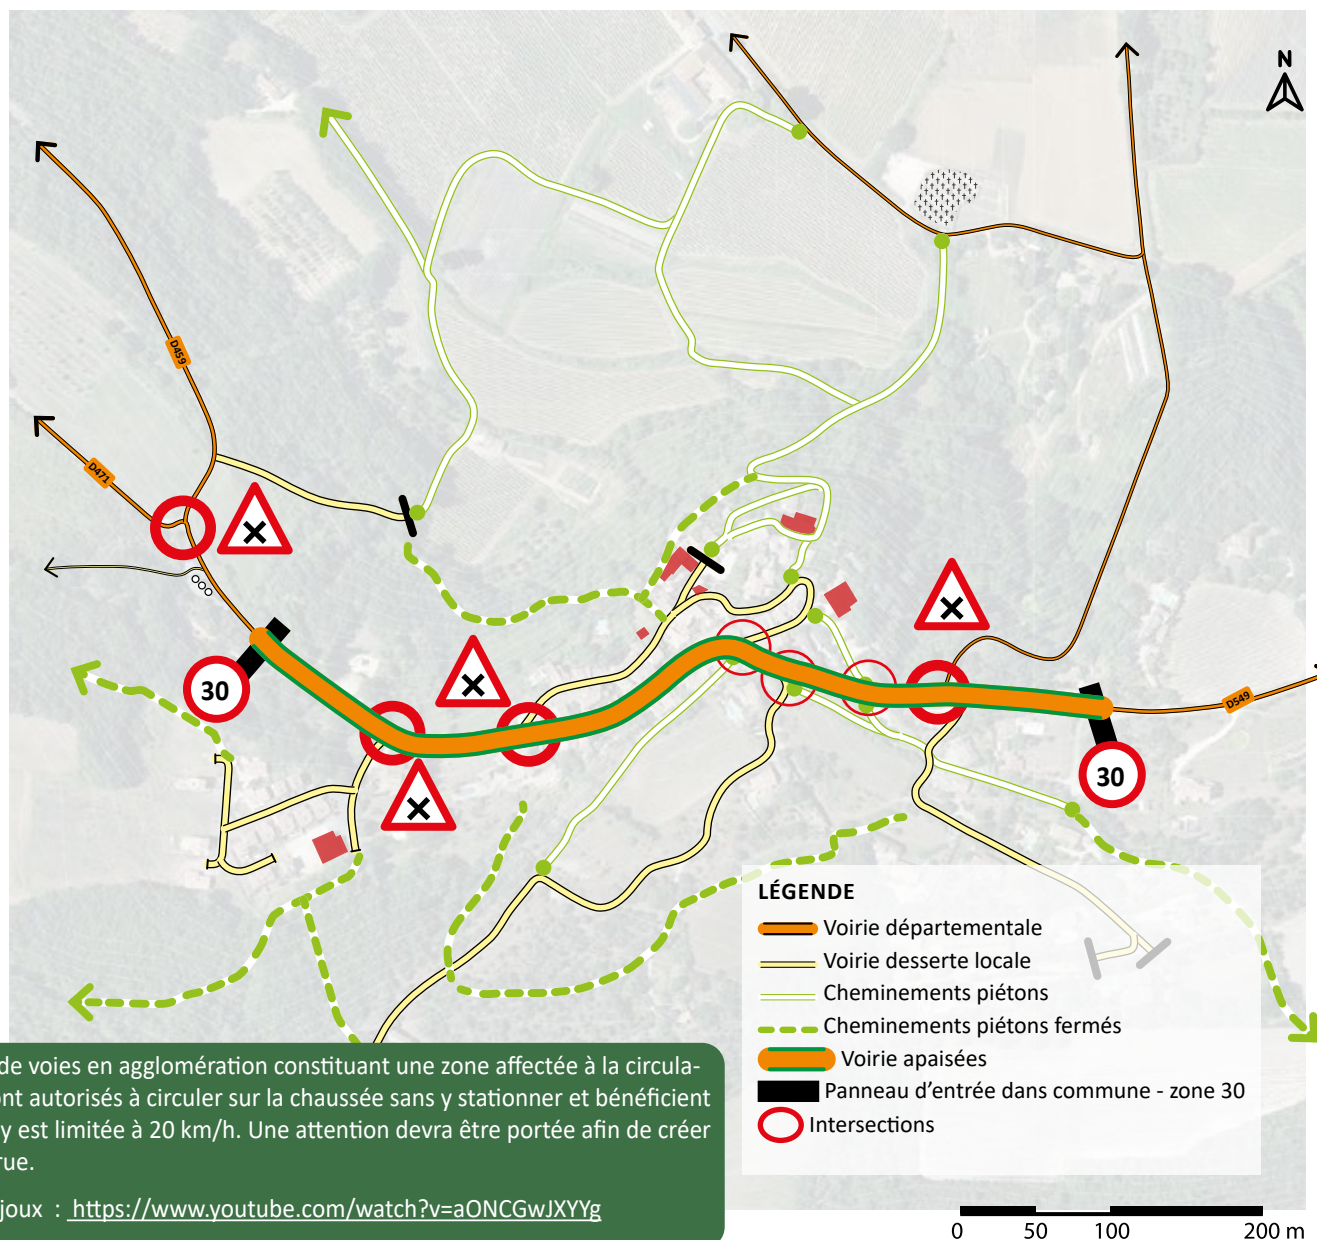 N
D459
D471
30
D549
30
LÉGENDE
Voirie départementale
Voirie desserte locale
Cheminements piétons
Cheminements piétons fermés
Voirie apaisées
Panneau d'entrée dans commune - zone 30
Intersections
de voies en agglomération constituant une zone affectée à la circula-
ont autorisés à circuler sur la chaussée sans y stationner et bénéficient
y est limitée à 20 km/h. Une attention devra être portée afin de créer
rue.
joux : https://www.youtube.com/watch?v=aONCGwJXYYg
0 50 100 200 m